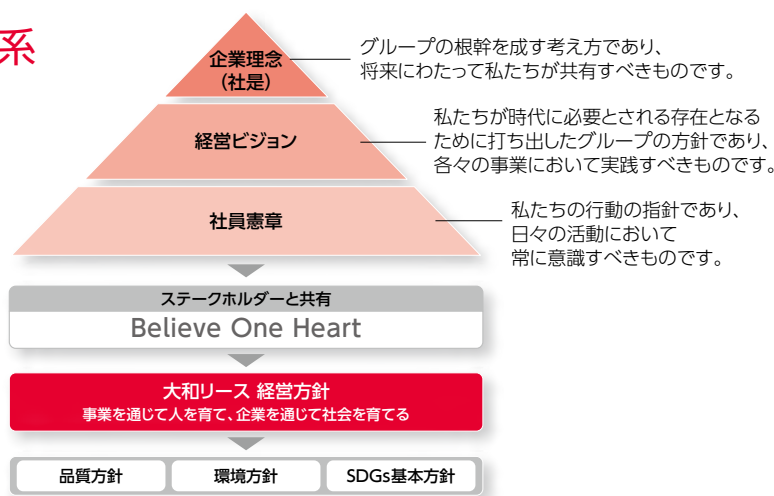 系
企業理念
(社是)
グループの根幹を成す考え方であり、
将来にわたって私たちが共有すべきものです。
経営ビジョン
私たちが時代に必要とされる存在となる
ために打ち出したグループの方針であり、
各々の事業において実践すべきものです。
社員憲章
私たちの行動の指針であり、
日々の活動において
常に意識すべきものです。
ステークホルダーと共有
Believe One Heart
大和リース 経営方針
事業を通じて人を育て、企業を通じて社会を育てる
品質方針
環境方針
SDGs基本方針